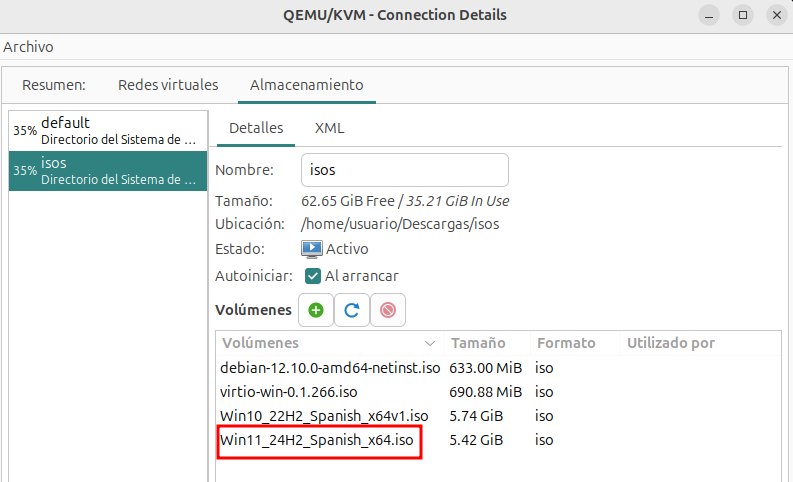 QEMU/KVM - Connection Details
Archivo
Resumen: Redes virtuales Almacenamiento
35% default
Directorio del Sistema de ...
35% isos
Directorio del Sistema de ...
Detalles XML
Nombre: isos
Tamaño: 62.65 GiB Free / 35.21 GiB In Use
Ubicación: /home/usuario/Descargas/isos
Estado: Activo
Autoiniciar: Al arrancar
Volúmenes
Volúmenes Tamaño Formato Utilizado por
debian-12.10.0-amd64-netinst.iso 633.00 MiB iso
virtio-win-0.1.266.iso 690.88 MiB iso
Win10_22H2_Spanish_x64v1.iso 5.74 GiB iso
Win11_24H2_Spanish_x64.iso 5.42 GiB iso